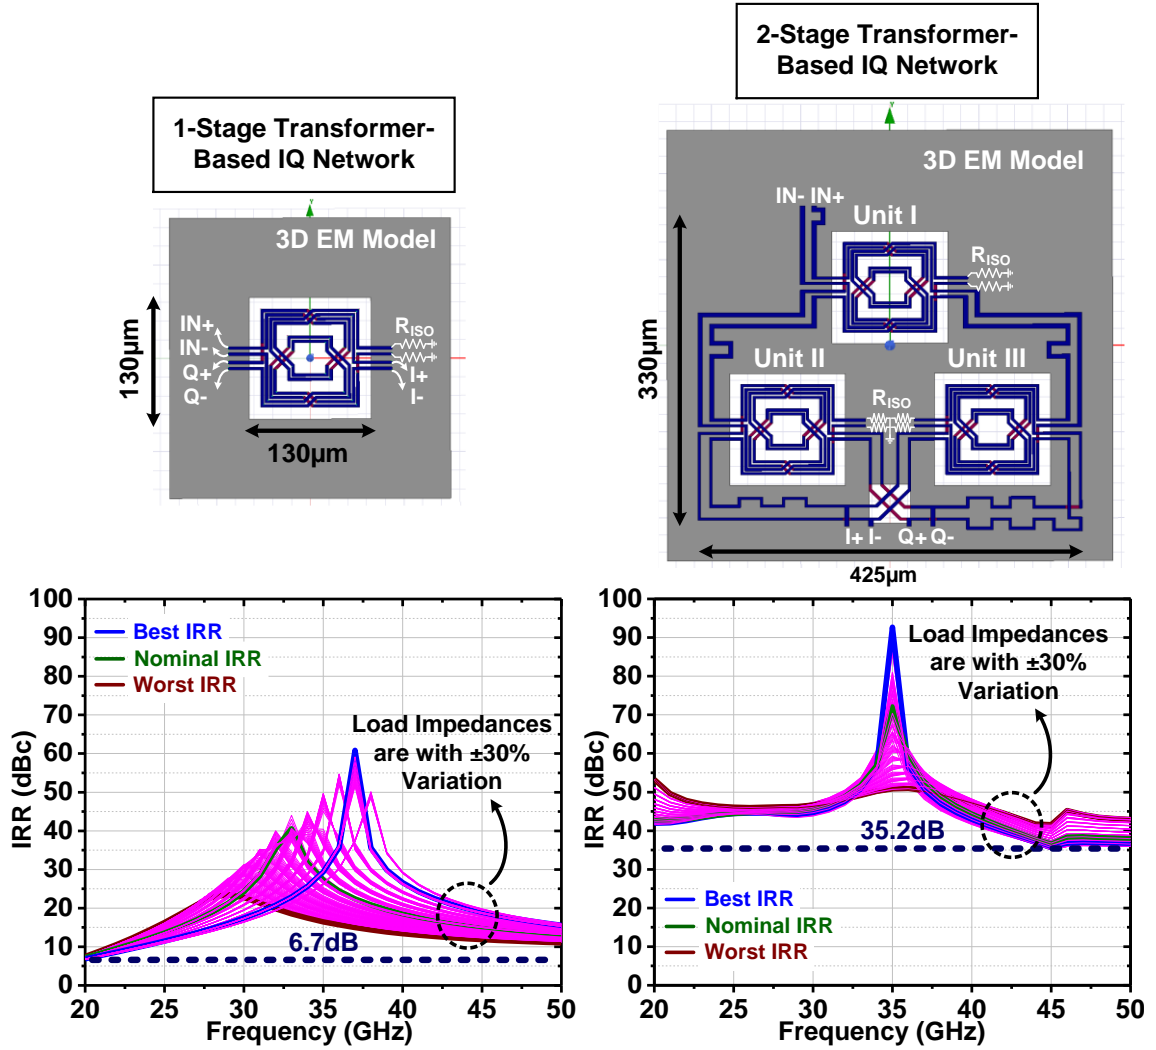 1-Stage Transformer-
Based IQ Network
3D EM Model
IN+
IN-
Q+
Q-
RISO
I+
I-
130µm
130µm
2-Stage Transformer-
Based IQ Network
Y
3D EM Model
IN- IN+
Unit I
RISO
Unit II
Unit III
RISO
I+ I- Q+ Q-
330µm
425µm
IRR (dBc)
100
90
80
70
60
50
40
30
20
10
0
Best IRR
Nominal IRR
Worst IRR
Load Impedances
are with ±30%
Variation
6.7dB
20 25 30 35 40 45 50
Frequency (GHz)
IRR (dBc)
100
90
80
70
60
50
40
30
20
10
0
Load Impedances
are with ±30%
Variation
35.2dB
Best IRR
Nominal IRR
Worst IRR
20 25 30 35 40 45 50
Frequency (GHz)